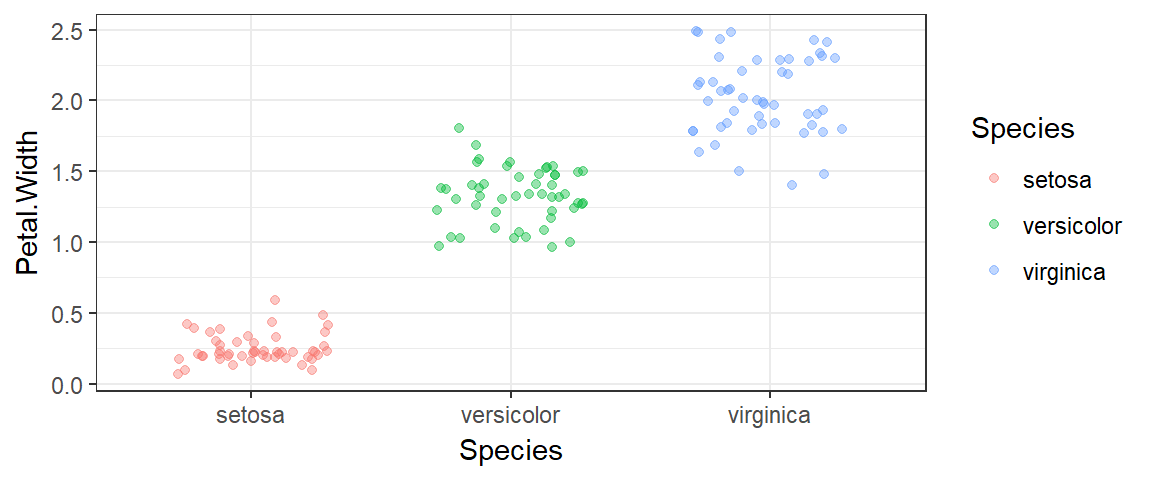 Petal.Width
2.5
2.0
1.5
1.0
0.5
0.0
setosa versicolor virginica
Species
Species
setosa
versicolor
virginica